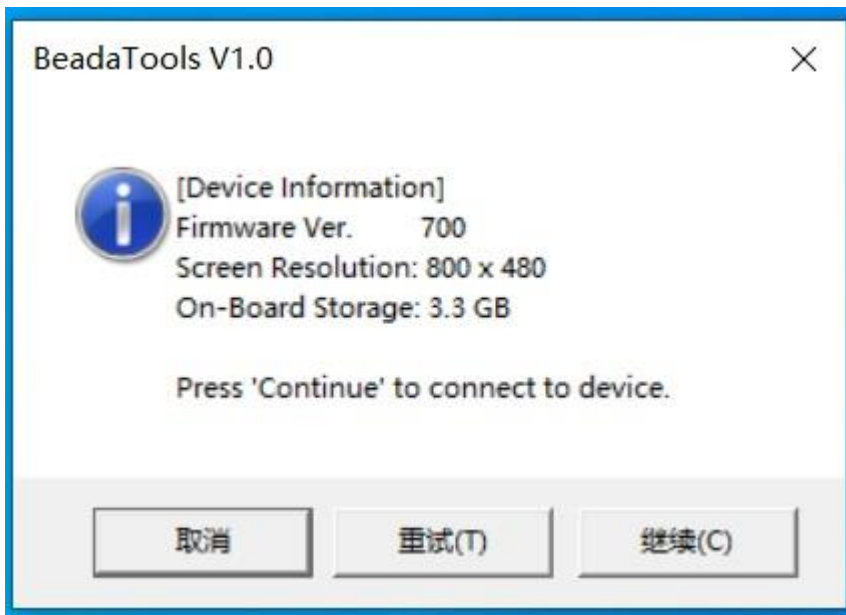 BeadaTools V1.0
[Device Information]
Firmware Ver. 700
Screen Resolution: 800 x 480
On-Board Storage: 3.3 GB
Press 'Continue' to connect to device.
取消 重试(T) 继续(C)